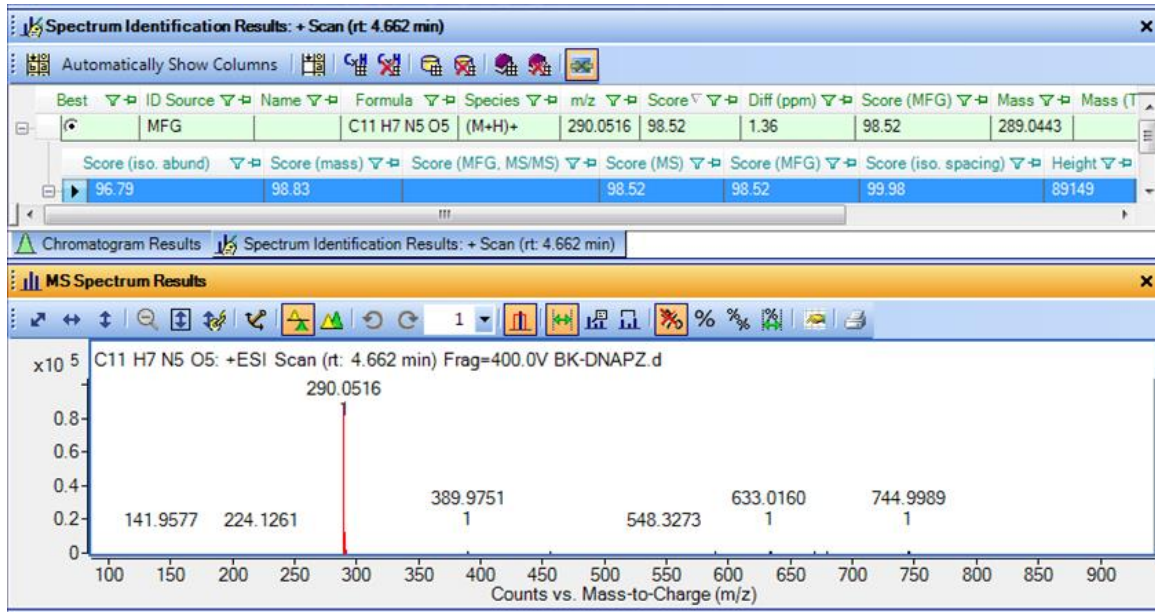 Spectrum Identification Results: + Scan (rt: 4.662 min)
Automatically Show Columns
Best ID Source Name Formula Species m/z Score Diff (ppm) Score (MFG) Mass Mass (T
MFG C11 H7 N5 O5 (M+H)+ 290.0516 98.52 1.36 98.52 289.0443
Score (iso. abund) Score (mass) Score (MFG, MS/MS) Score (MS) Score (MFG) Score (iso. spacing) Height
96.79 98.83 98.52 98.52 99.98 89149
Chromatogram Results Spectrum Identification Results: + Scan (rt: 4.662 min)
MS Spectrum Results
1
x10 5 C11 H7 N5 O5: +ESI Scan (rt: 4.662 min) Frag=400.0V BK-DNAPZ.d
290.0516
1
0.8
0.6
0.4
389.9751 633.0160 744.9989
0.2 141.9577 224.1261 1 548.3273 1 1
0
100 150 200 250 300 350 400 450 500 550 600 650 700 750 800 850 900
Counts vs. Mass-to-Charge (m/z)